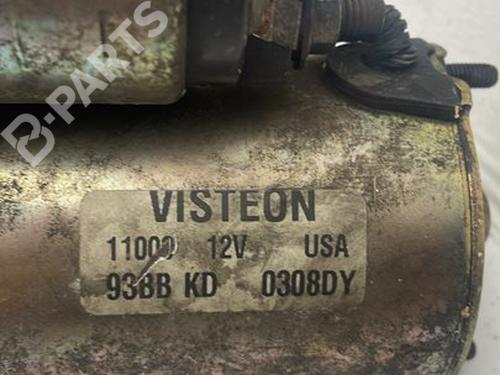 B-PARTS
VISTEON
11000 12V USA
93BB KD 0308DY